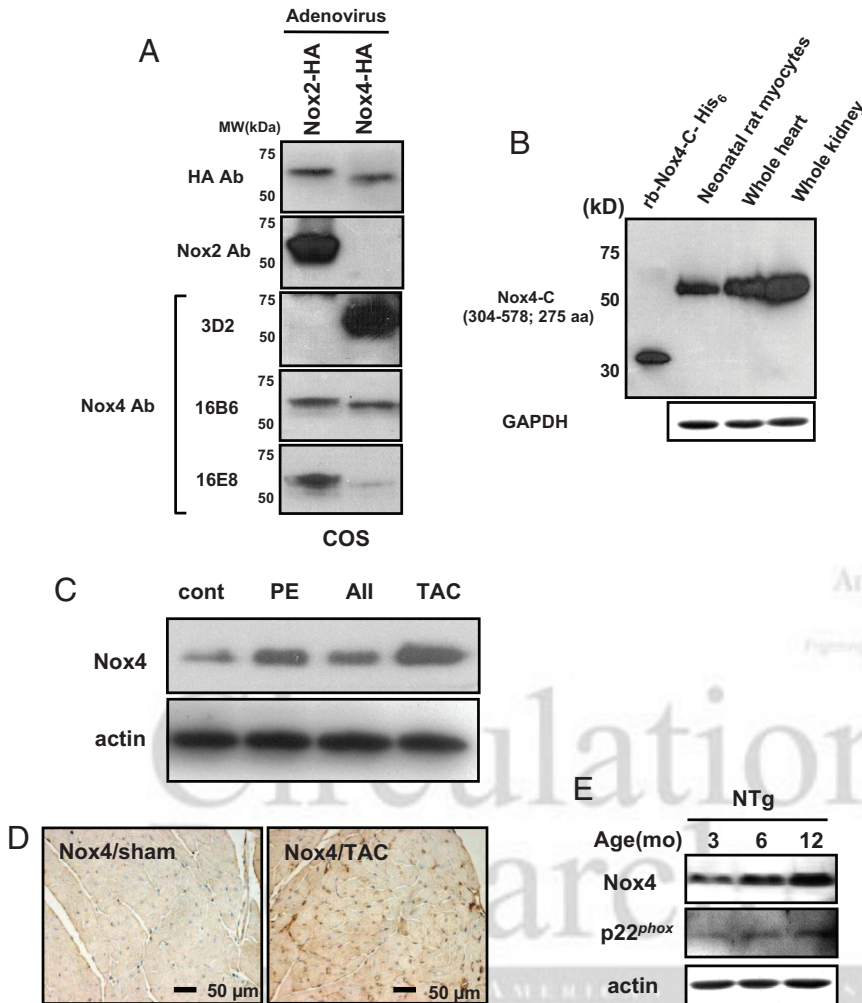 A
Adenovirus
Nox2-HA
Nox4-HA
MW(kDa)
HA Ab
75
50
Nox2 Ab
75
50
Nox4 Ab
3D2
75
50
16B6
75
50
16E8
75
50
COS
B
rb-Nox4-C- His6
Neonatal rat myocytes
Whole heart
Whole kidney
(kD)
75
50
30
Nox4-C
(304-578; 275 aa)
GAPDH
C
cont PE AII TAC
Nox4
actin
D
Nox4/sham
50 µm
Nox4/TAC
50 µm
E
NTg
Age(mo) 3 6 12
Nox4
p22phox
actin